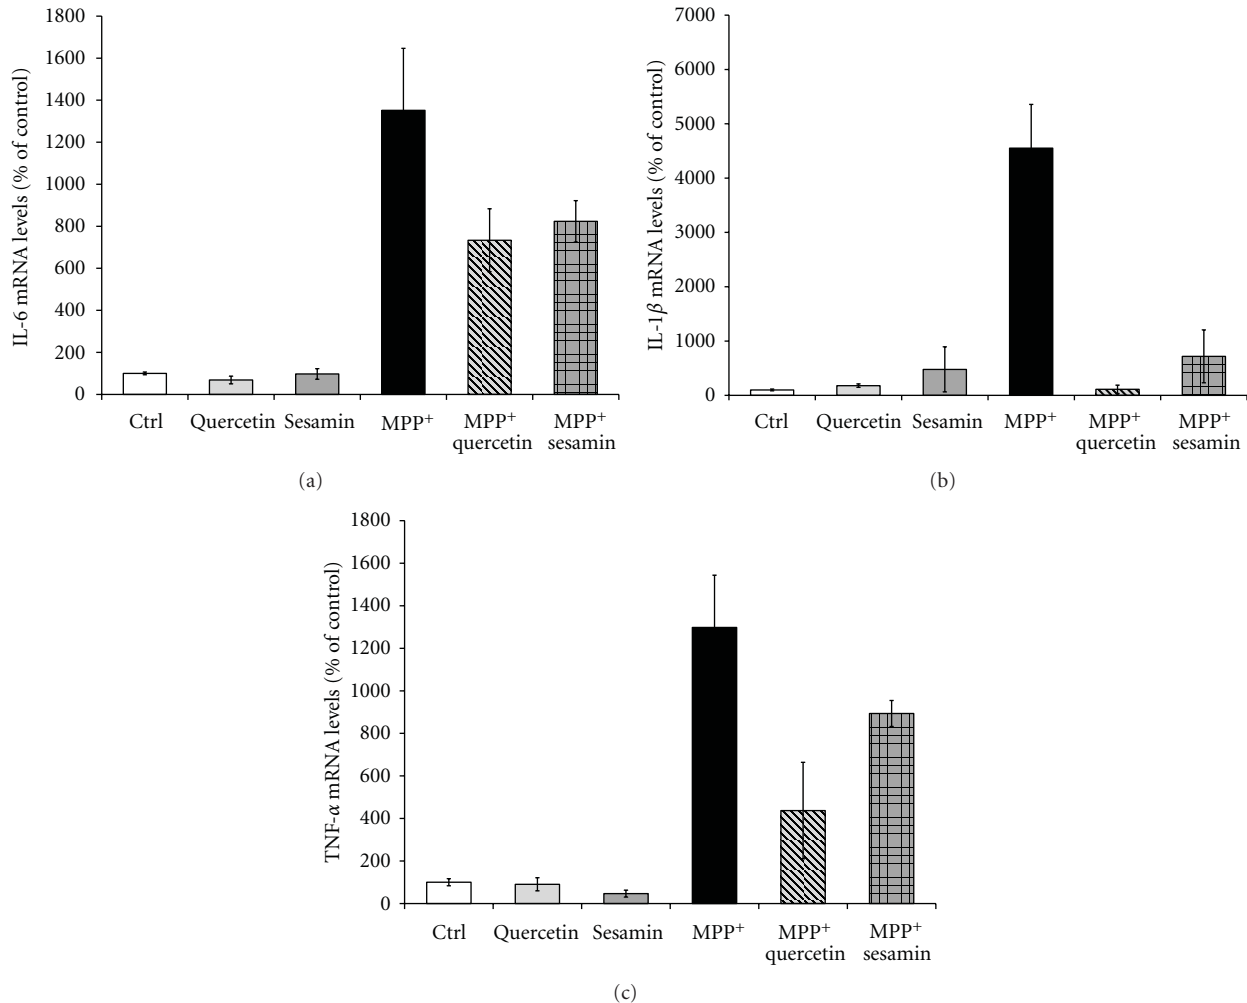 IL-6 mRNA levels (% of control)
1800
1600
1400
1200
1000
800
600
400
200
0
Ctrl Quercetin Sesamin MPP⁺ MPP⁺ MPP⁺
quercetin sesamin
(a)
IL-1β mRNA levels (% of control)
7000
6000
5000
4000
3000
2000
1000
0
Ctrl Quercetin Sesamin MPP⁺ MPP⁺ MPP⁺
quercetin sesamin
(b)
TNF-α mRNA levels (% of control)
1800
1600
1400
1200
1000
800
600
400
200
0
Ctrl Quercetin Sesamin MPP⁺ MPP⁺ MPP⁺
quercetin sesamin
(c)